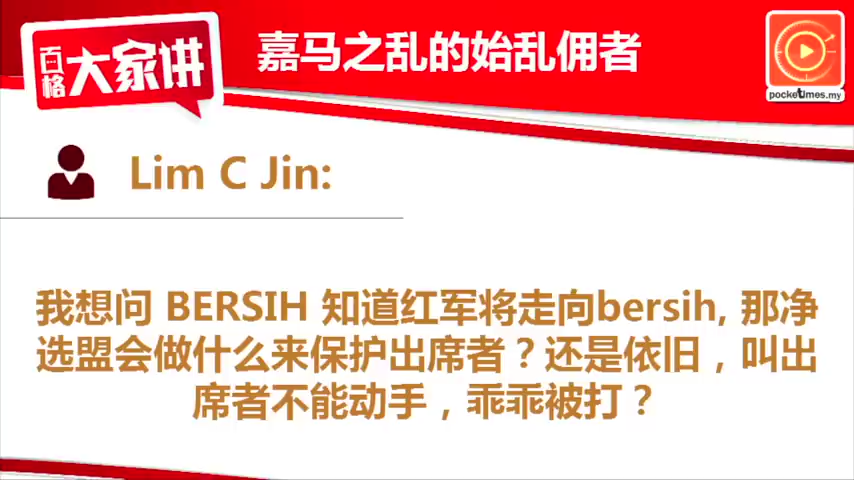 百格
大家讲
嘉马之乱的始乱佣者
pocketimes.my
Lim C Jin:
我想问 BERSIH 知道红军将走向bersih, 那净
选盟会做什么来保护出席者？还是依旧，叫出
席者不能动手，乖乖被打？